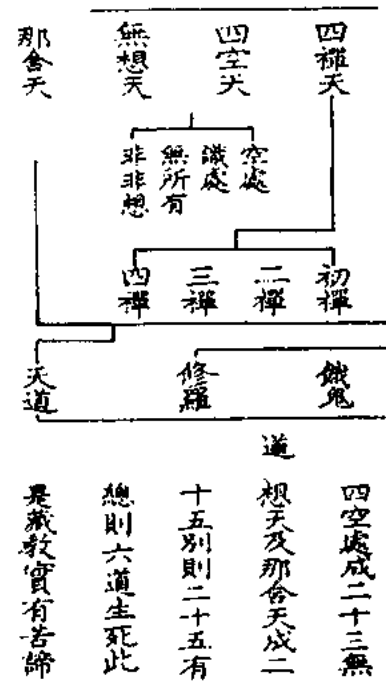 四禪天
四空天
無想天
那含天
空處
識處
無所有
非非想
初禪
二禪
三禪
四禪
餓鬼
修羅
天道
四空處成二十三無
道
想天及那含天成二
十五別則二十五有
總則六道生死此
是藏教實有苦諦